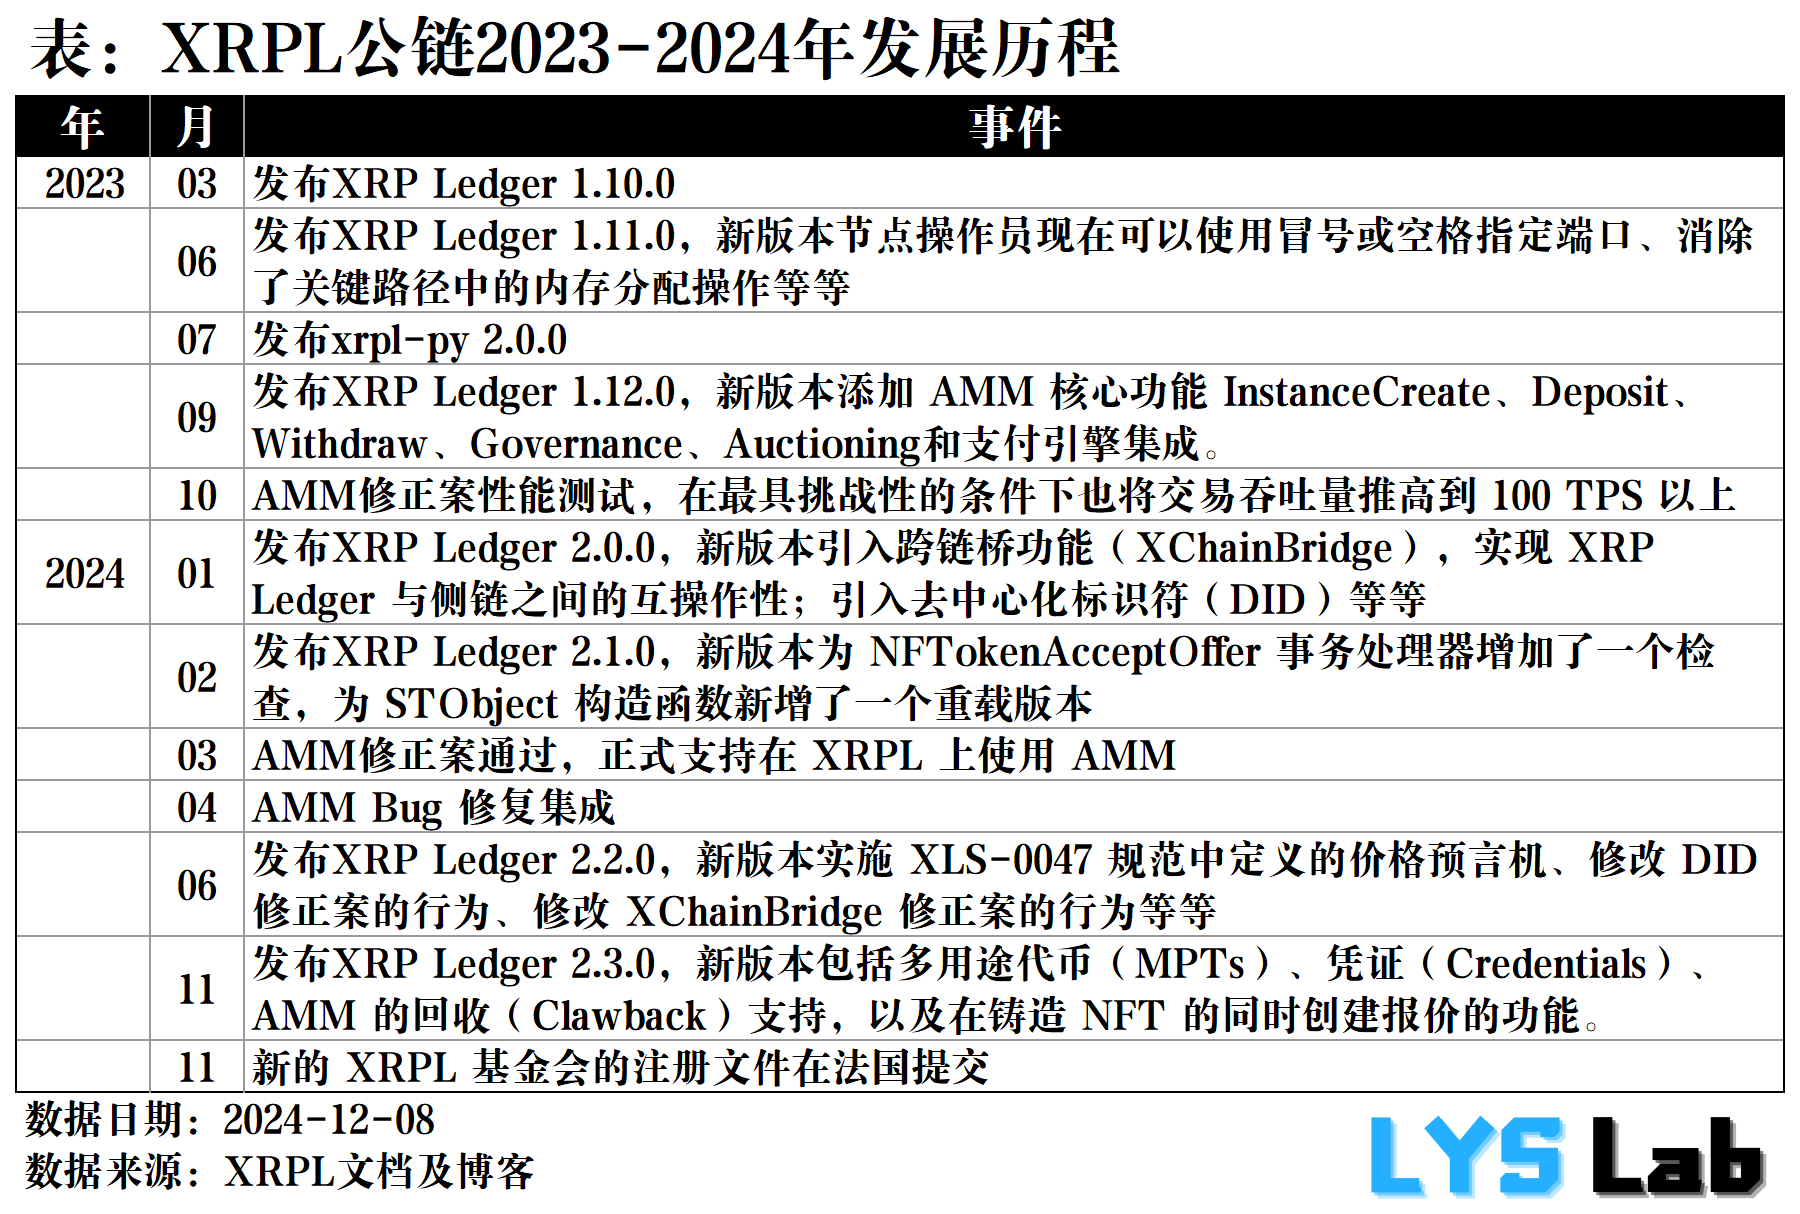 表：XRPL公链2023-2024年发展历程
年 月 事件
2023 03 发布XRP Ledger 1.10.0
06 发布XRP Ledger 1.11.0，新版本节点操作员现在可以使用冒号或空格指定端口、消除
了关键路径中的内存分配操作等等
07 发布xrpl-py 2.0.0
09 发布XRP Ledger 1.12.0，新版本添加 AMM 核心功能 InstanceCreate、Deposit、
Withdraw、Governance、Auctioning和支付引擎集成。
10 AMM修正案性能测试，在最具挑战性的条件下也将交易吞吐量推高到 100 TPS 以上
2024 01 发布XRP Ledger 2.0.0，新版本引入跨链桥功能（XChainBridge），实现 XRP
Ledger 与侧链之间的互操作性；引入去中心化标识符（DID）等等
02 发布XRP Ledger 2.1.0，新版本为 NFTokenAcceptOffer 事务处理器增加了一个检
查，为 STObject 构造函数新增了一个重载版本
03 AMM修正案通过，正式支持在 XRPL 上使用 AMM
04 AMM Bug 修复集成
06 发布XRP Ledger 2.2.0，新版本实施 XLS-0047 规范中定义的价格预言机、修改 DID
修正案的行为、修改 XChainBridge 修正案的行为等等
11 发布XRP Ledger 2.3.0，新版本包括多用途代币（MPTs）、凭证（Credentials）、
AMM 的回收（Clawback）支持，以及在铸造 NFT 的同时创建报价的功能。
11 新的 XRPL 基金会的注册文件在法国提交
数据日期：2024-12-08
数据来源：XRPL文档及博客
LYS Lab